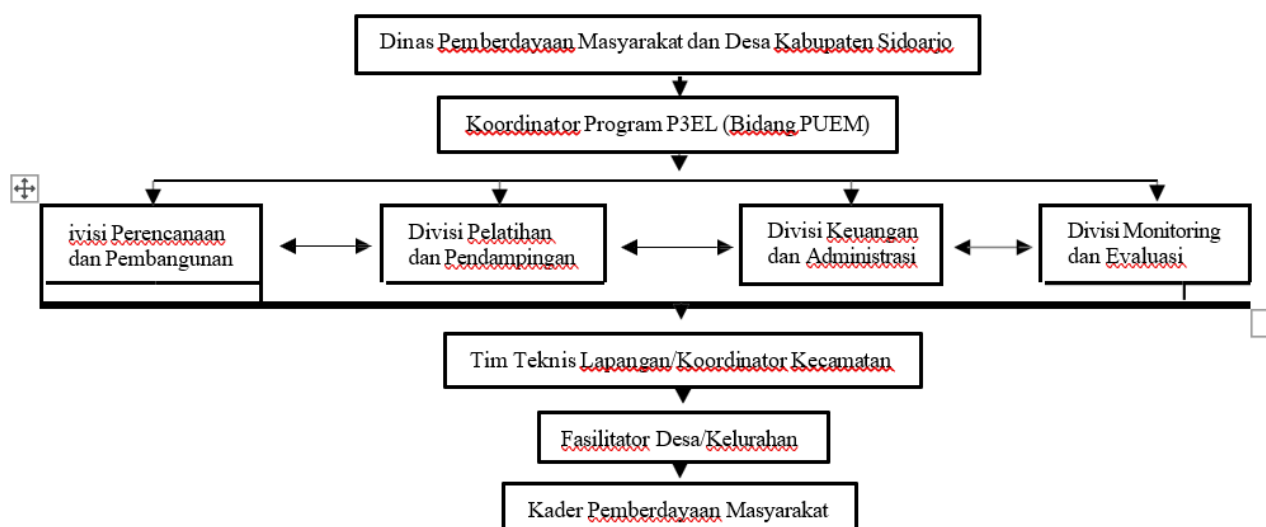 Dinas Pemberdayaan Masyarakat dan Desa Kabupaten Sidoarjo
Koordinator Program P3EL (Bidang PUEM)
ivisi Perencanaan
dan Pembangunan
Divisi Pelatihan
dan Pendampingan
Divisi Keuangan
dan Administrasi
Divisi Monitoring
dan Evaluasi
Tim Teknis Lapangan/Koordinator Kecamatan
Fasilitator Desa/Kelurahan
Kader Pemberdayaan Masyarakat